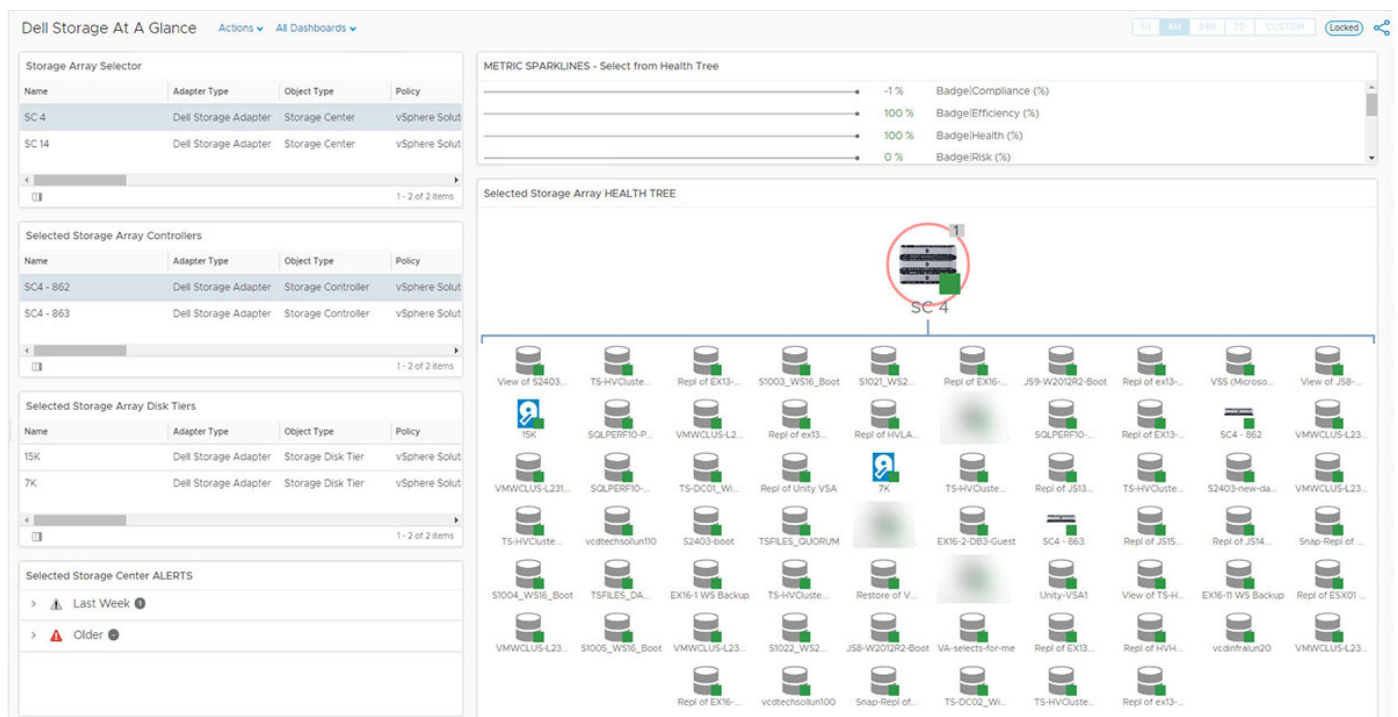 Dell Storage At A Glance Actions All Dashboards 1H 6H 24H 7D CUSTOM Locked
Storage Array Selector
Name Adapter Type Object Type Policy
SC 4 Dell Storage Adapter Storage Center vSphere Solut
SC 14 Dell Storage Adapter Storage Center vSphere Solut
1 - 2 of 2 items
Selected Storage Array Controllers
Name Adapter Type Object Type Policy
SC4 - 862 Dell Storage Adapter Storage Controller vSphere Solut
SC4 - 863 Dell Storage Adapter Storage Controller vSphere Solut
1 - 2 of 2 items
Selected Storage Array Disk Tiers
Name Adapter Type Object Type Policy
15K Dell Storage Adapter Storage Disk Tier vSphere Solut
7K Dell Storage Adapter Storage Disk Tier vSphere Solut
1 - 2 of 2 items
Selected Storage Center ALERTS
Last Week 1
Older
METRIC SPARKLINES - Select from Health Tree
-1 % Badge|Compliance (%)
100 % Badge|Efficiency (%)
100 % Badge|Health (%)
0 % Badge|Risk (%)
Selected Storage Array HEALTH TREE
1
SC 4
View of S2403... TS-HVCluste... Repl of EX13-... S1003_WS16_Boot S1021_WS2... Repl of EX16-... JS9-W2012R2-Boot Repl of ex13-... VSS (Microso... View of JS8-...
15K SQLPERF10-P... VMWCLUS-L2... Repl of ex13... Repl of HVLA... SQLPERF10-... Repl of EX13-... SC4 - 862 VMWCLUS-L23...
VMWCLUS-L231... SQLPERF10-... TS-DC01_Wi... Repl of Unity VSA 7K TS-HVCluste... Repl of JS13... TS-HVCluste... S2403-new-da... VMWCLUS-L23...
TS-HVCluste... vcdtechsollun110 S2403-boot TSFILES_QUORUM EX16-2-DB3-Guest SC4 - 863 Repl of JS15... Repl of JS14... Snap-Repl of ...
S1004_WS16_Boot TSFILES_DA... EX16-1 WS Backup TS-HVCluste... Restore of V... Unity-VSA1 View of TS-H... EX16-11 WS Backup Repl of ESX01 ...
VMWCLUS-L23... S1005_WS16_Boot VMWCLUS-L23... S1022_WS2... JS8-W2012R2-Boot VA-selects-for-me Repl of EX13... Repl of HVH... vcdinfralun20 VMWCLUS-L23...
Repl of EX16-... vcdtechsollun100 Snap-Repl of... TS-DC02_Wi... TS-HVCluste... Repl of ex13-...